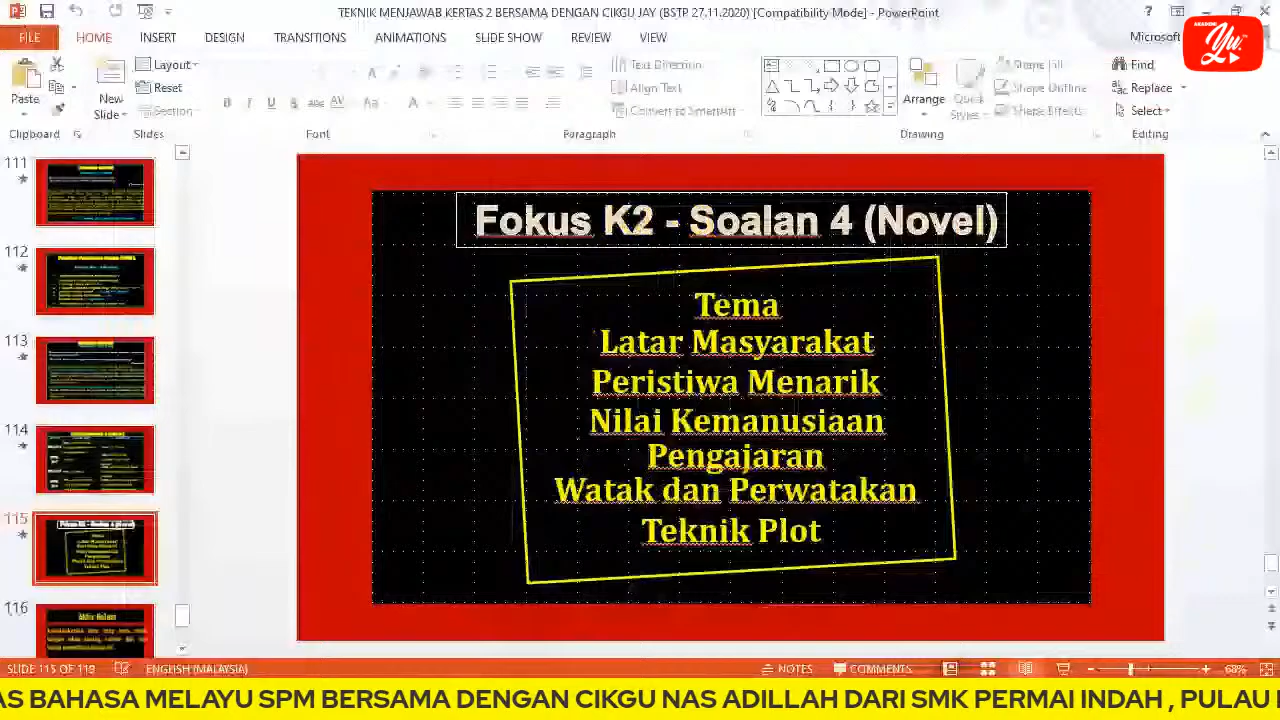 TEKNIK MENJAWAB KERTAS 2 BERSAMA DENGAN CIKGU JAY (BSTP 27.11.2020) [Compatibility Mode] - PowerPoint
FILE HOME INSERT DESIGN TRANSITIONS ANIMATIONS SLIDE SHOW REVIEW VIEW
Microsoft
AKADEMI
Yu
Paste
New
Slide
Layout
Reset
Section
Text Direction
Align Text
Convert to SmartArt
Arrange
Quick
Styles
Shape Fill
Shape Outline
Shape Effects
Find
Replace
Select
Clipboard Slides Font Paragraph Drawing Editing
111
112
113
114
115
116
Fokus K2 - Soalan 4 (Novel)
Tema
Latar Masyarakat
Peristiwa Menarik
Nilai Kemanusiaan
Pengajaran
Watak dan Perwatakan
Teknik Plot
ENGLISH (MALAYSIA)
NOTES COMMENTS 68%
AS BAHASA MELAYU SPM BERSAMA DENGAN CIKGU NAS ADILLAH DARI SMK PERMAI INDAH , PULAU